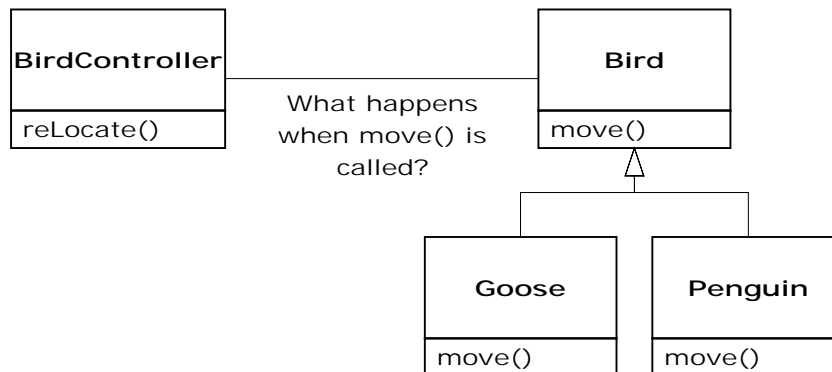 BirdController
reLocate()
What happens
when move() is
called?
Bird
move()
Goose
move()
Penguin
move()